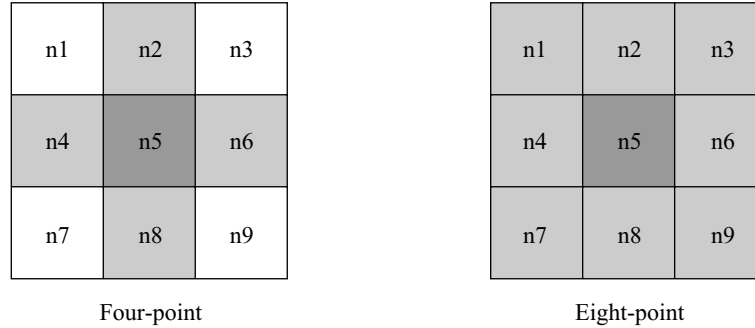 n1 n2 n3 n1 n2 n3
n4 n5 n6 n4 n5 n6
n7 n8 n9 n7 n8 n9
Four-point Eight-point